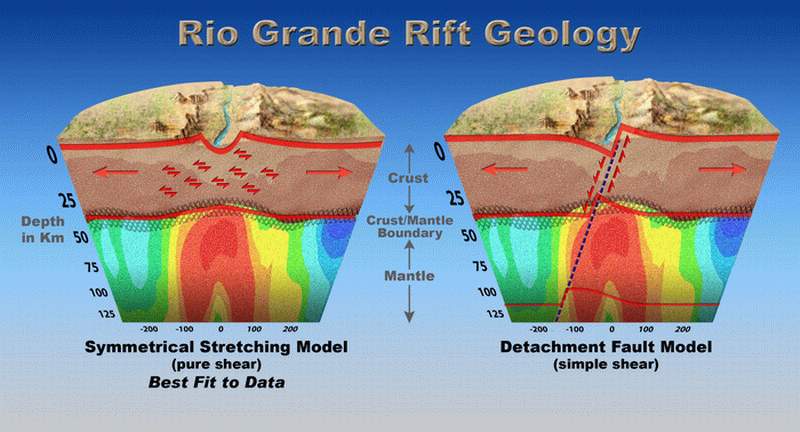 Rio Grande Rift Geology
0
25
Depth
in Km
50
75
100
125
-200 -100 0 100 200
Symmetrical Stretching Model
(pure shear)
Best Fit to Data
Crust
Crust/Mantle
Boundary
Mantle
0
25
50
75
100
125
-200 -100 0 100 200
Detachment Fault Model
(simple shear)